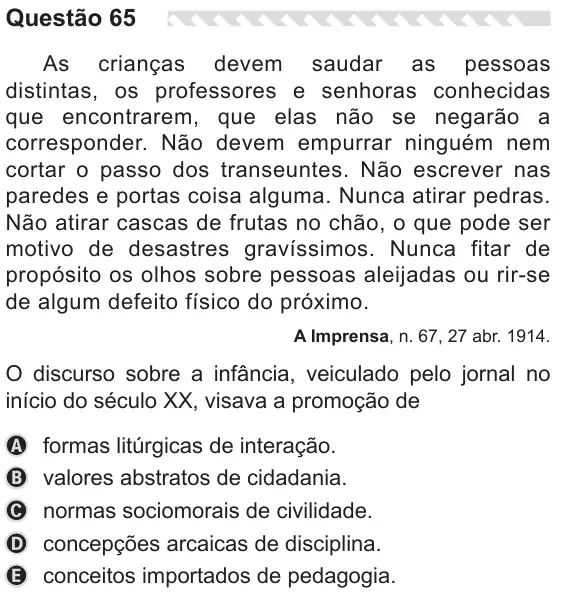 Questão 65
As crianças devem saudar as pessoas
distintas, os professores e senhoras conhecidas
que encontrarem, que elas não se negarão a
corresponder. Não devem empurrar ninguém nem
cortar o passo dos transeuntes. Não escrever nas
paredes e portas coisa alguma. Nunca atirar pedras.
Não atirar cascas de frutas no chão, o que pode ser
motivo de desastres gravíssimos. Nunca fitar de
propósito os olhos sobre pessoas aleijadas ou rir-se
de algum defeito físico do próximo.
A Imprensa, n. 67, 27 abr. 1914.
O discurso sobre a infância, veiculado pelo jornal no
início do século XX, visava a promoção de
A formas litúrgicas de interação.
B valores abstratos de cidadania.
C normas sociomorais de civilidade.
D concepções arcaicas de disciplina.
E conceitos importados de pedagogia.